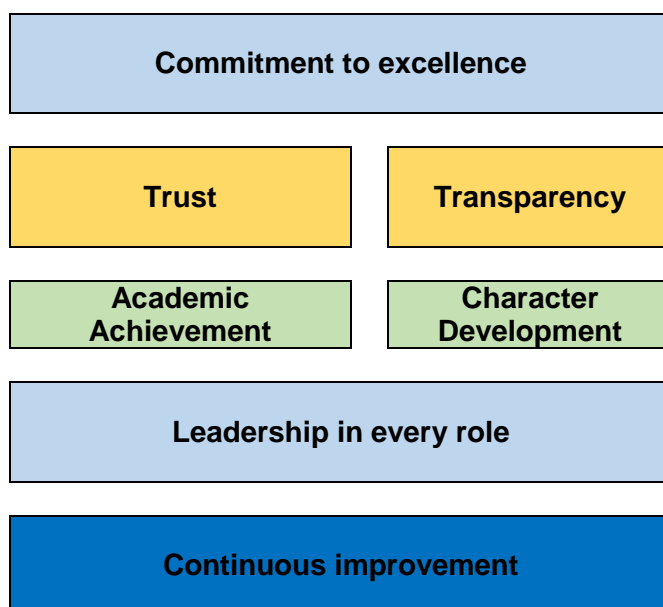 Commitment to excellence
Trust
Transparency
Academic
Achievement
Character
Development
Leadership in every role
Continuous improvement